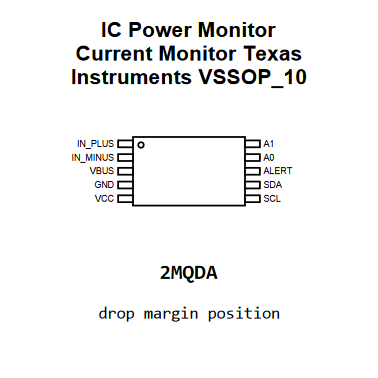 IC Power Monitor
Current Monitor Texas
Instruments VSSOP_10
IN_PLUS
IN_MINUS
VBUS
GND
VCC
A1
A0
ALERT
SDA
SCL
2MQDA
drop margin position